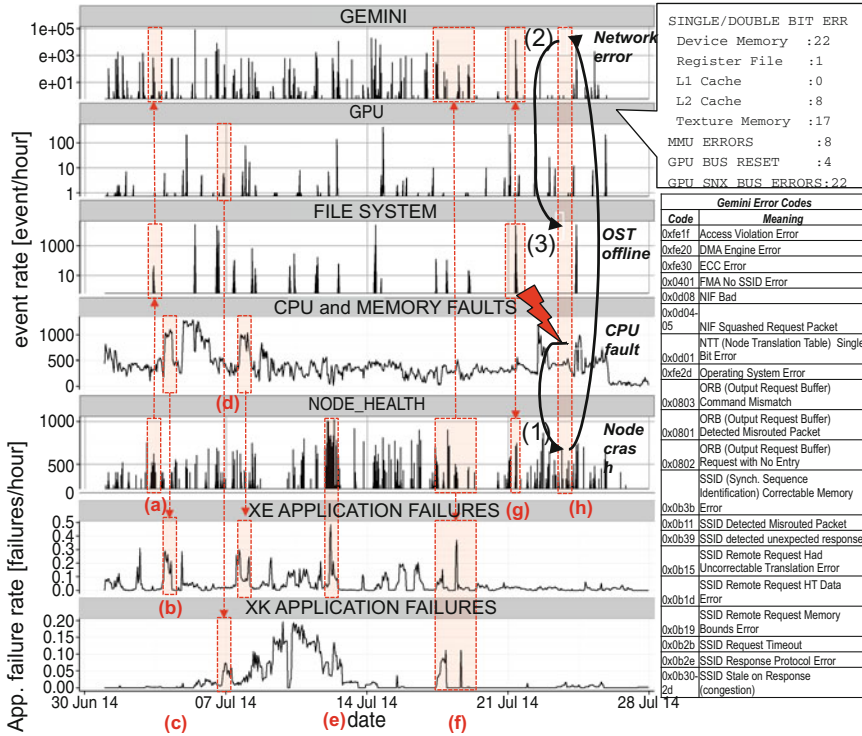 GEMINI
1e+05
e+03
e+01
(2)
Network
error
GPU
100
10
1
event rate [event/hour]
FILE SYSTEM
1000
10
(3)
OST
offline
CPU and MEMORY FAULTS
1000
500
0
CPU
fault
(d)
NODE_HEALTH
1000
500
0
(1)
Node
cras
h
(a)
(g)
(h)
App. failure rate [failures/hour]
XE APPLICATION FAILURES
0.5
0.4
0.3
0.2
0.1
0.0
(b)
XK APPLICATION FAILURES
0.20
0.15
0.10
0.05
0.00
30 Jun 14
07 Jul 14
14 Jul 14
21 Jul 14
28 Jul 14
(c)
(e)
date
(f)
SINGLE/DOUBLE BIT ERR
Device Memory :22
Register File :1
L1 Cache :0
L2 Cache :8
Texture Memory :17
MMU ERRORS :8
GPU BUS RESET :4
GPU SNX BUS ERRORS:22
Gemini Error Codes
Code Meaning
0xfe1f Access Violation Error
0xfe20 DMA Engine Error
0xfe30 ECC Error
0x0401 FMA No SSID Error
0x0d08 NIF Bad
0x0d04-
05 NIF Squashed Request Packet
NTT (Node Translation Table) Single
0x0d01 Bit Error
0xfe2d Operating System Error
ORB (Output Request Buffer)
0x0803 Command Mismatch
ORB (Output Request Buffer)
0x0801 Detected Misrouted Packet
ORB (Output Request Buffer)
0x0802 Request with No Entry
SSID (Synch. Sequence
Identification) Correctable Memory
0x0b3b Error
0x0b11 SSID Detected Misrouted Packet
0x0b39 SSID detected unexpected response
SSID Remote Request Had
0x0b15 Uncorrectable Translation Error
SSID Remote Request HT Data
0x0b1d Error
SSID Remote Request Memory
0x0b19 Bounds Error
0x0b2b SSID Request Timeout
0x0b2e SSID Response Protocol Error
0x0b30- SSID Stale on Response
2d (congestion)